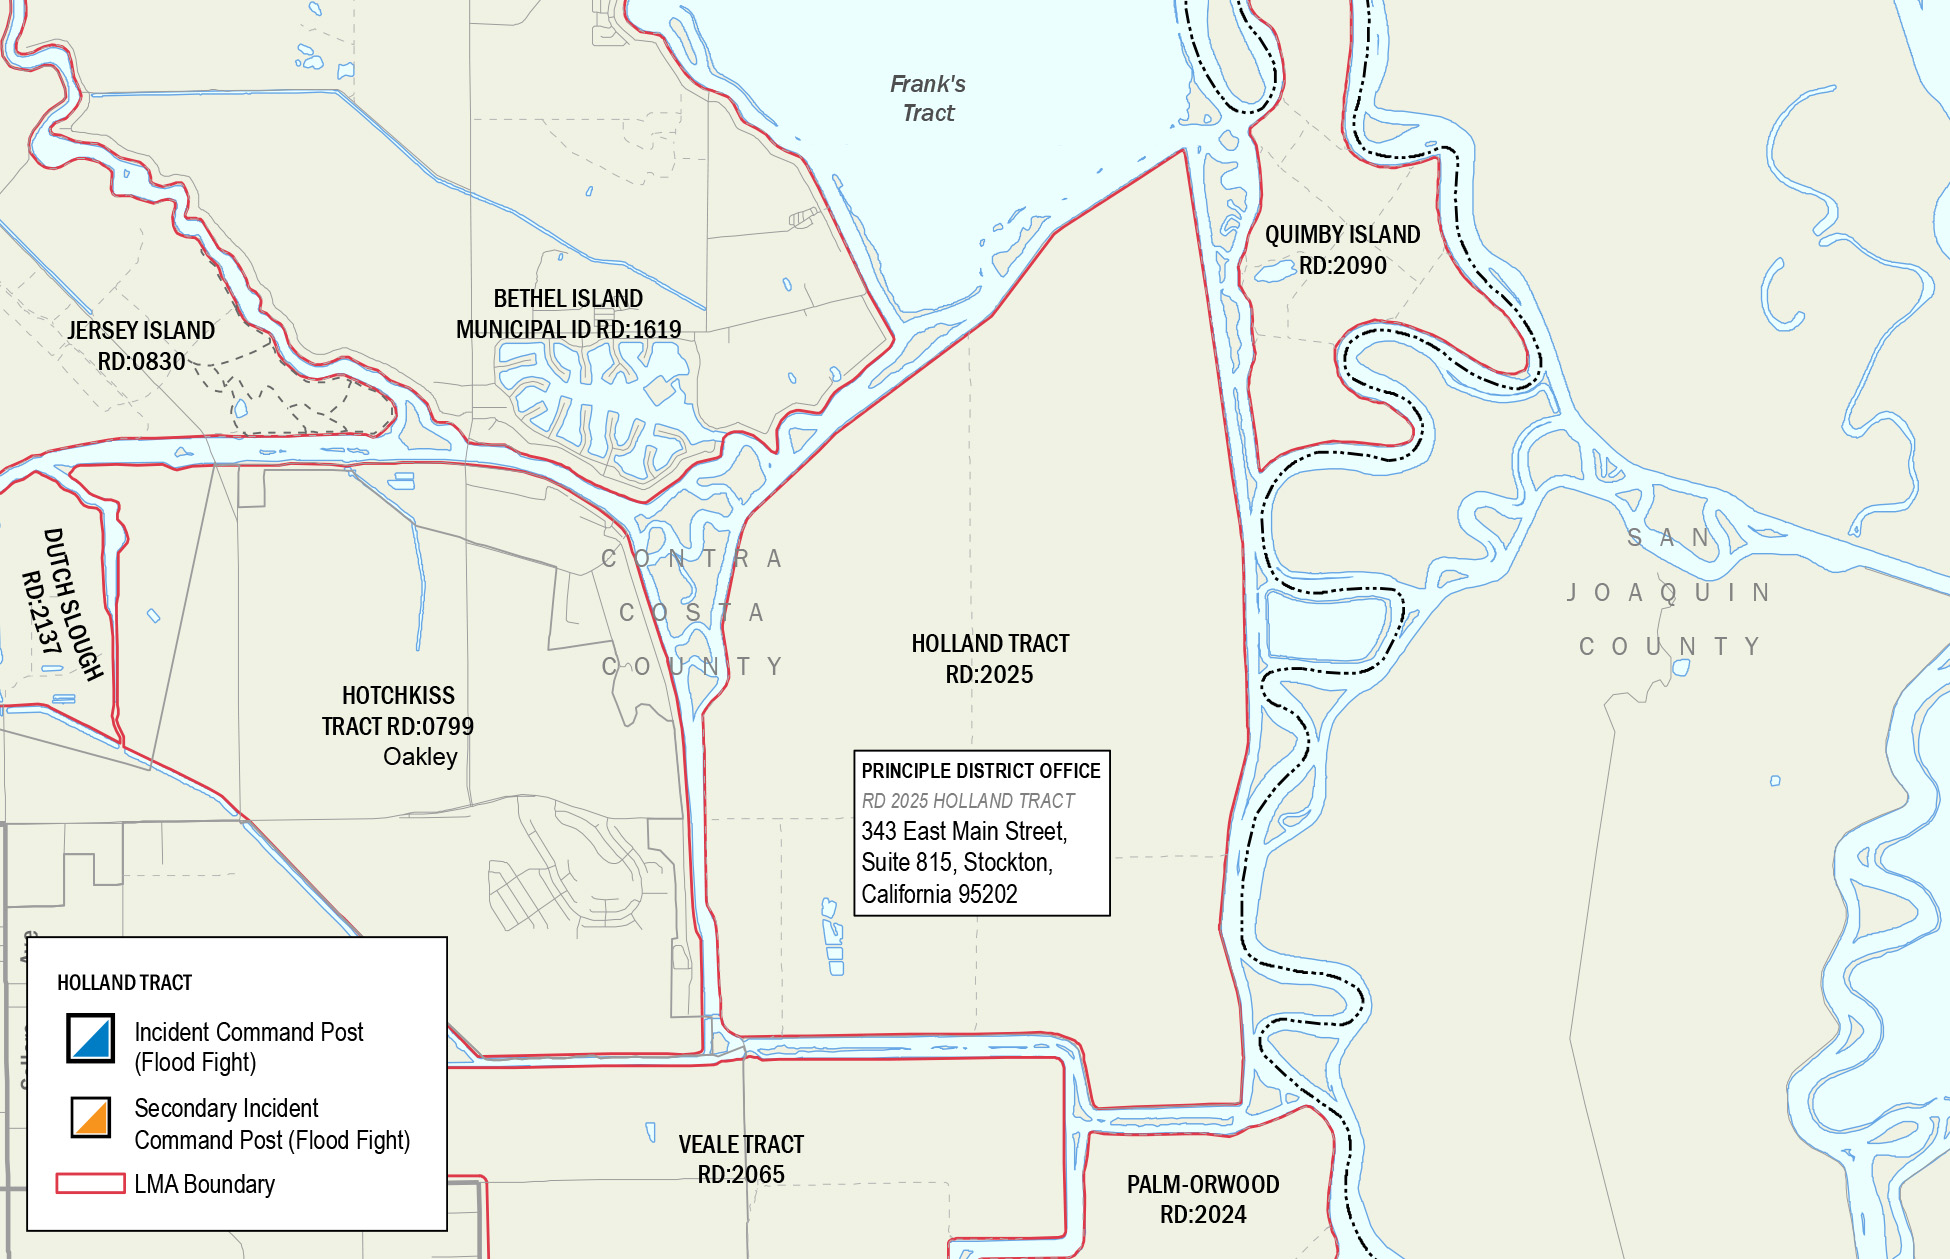 Frank's
Tract
QUIMBY ISLAND
RD:2090
BETHEL ISLAND
MUNICIPAL ID RD:1619
JERSEY ISLAND
RD:0830
DUTCH SLOUGH
RD:2137
CONTRA
COSTA
COUNTY
SAN
JOAQUIN
COUNTY
HOLLAND TRACT
RD:2025
HOTCHKISS
TRACT RD:0799
Oakley
PRINCIPLE DISTRICT OFFICE
RD 2025 HOLLAND TRACT
343 East Main Street,
Suite 815, Stockton,
California 95202
Ave
HOLLAND TRACT
Incident Command Post
(Flood Fight)
Secondary Incident
Command Post (Flood Fight)
LMA Boundary
VEALE TRACT
RD:2065
PALM-ORWOOD
RD:2024